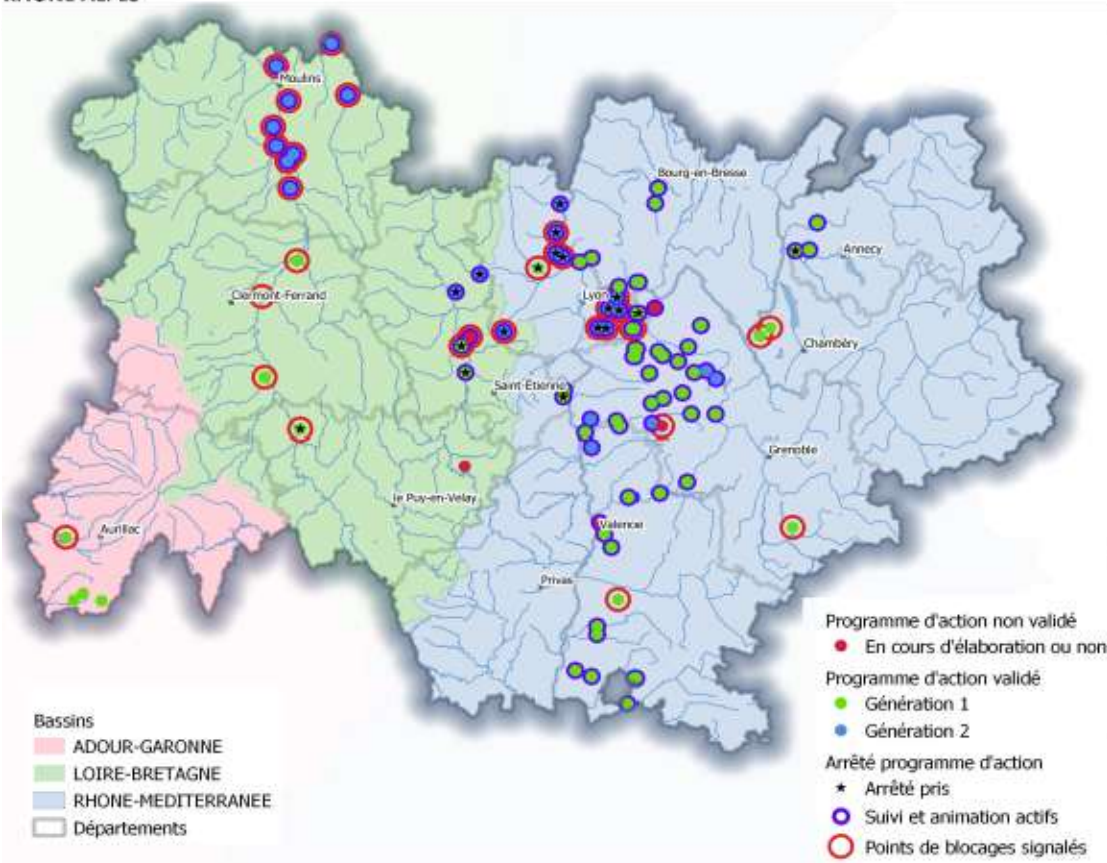 Moulins
Bourg-en-Bresse
Annecy
Clermont-Ferrand
Lyon
Chambéry
Saint-Étienne
Grenoble
le Puy-en-Velay
Valence
Aurillac
Privas
Bassins
ADOUR-GARONNE
LOIRE-BRETAGNE
RHONE-MEDITERRANEE
Départements
Programme d'action non validé
En cours d'élaboration ou non
Programme d'action validé
Génération 1
Génération 2
Arrêté programme d'action
Arrêté pris
Suivi et animation actifs
Points de blocages signalés